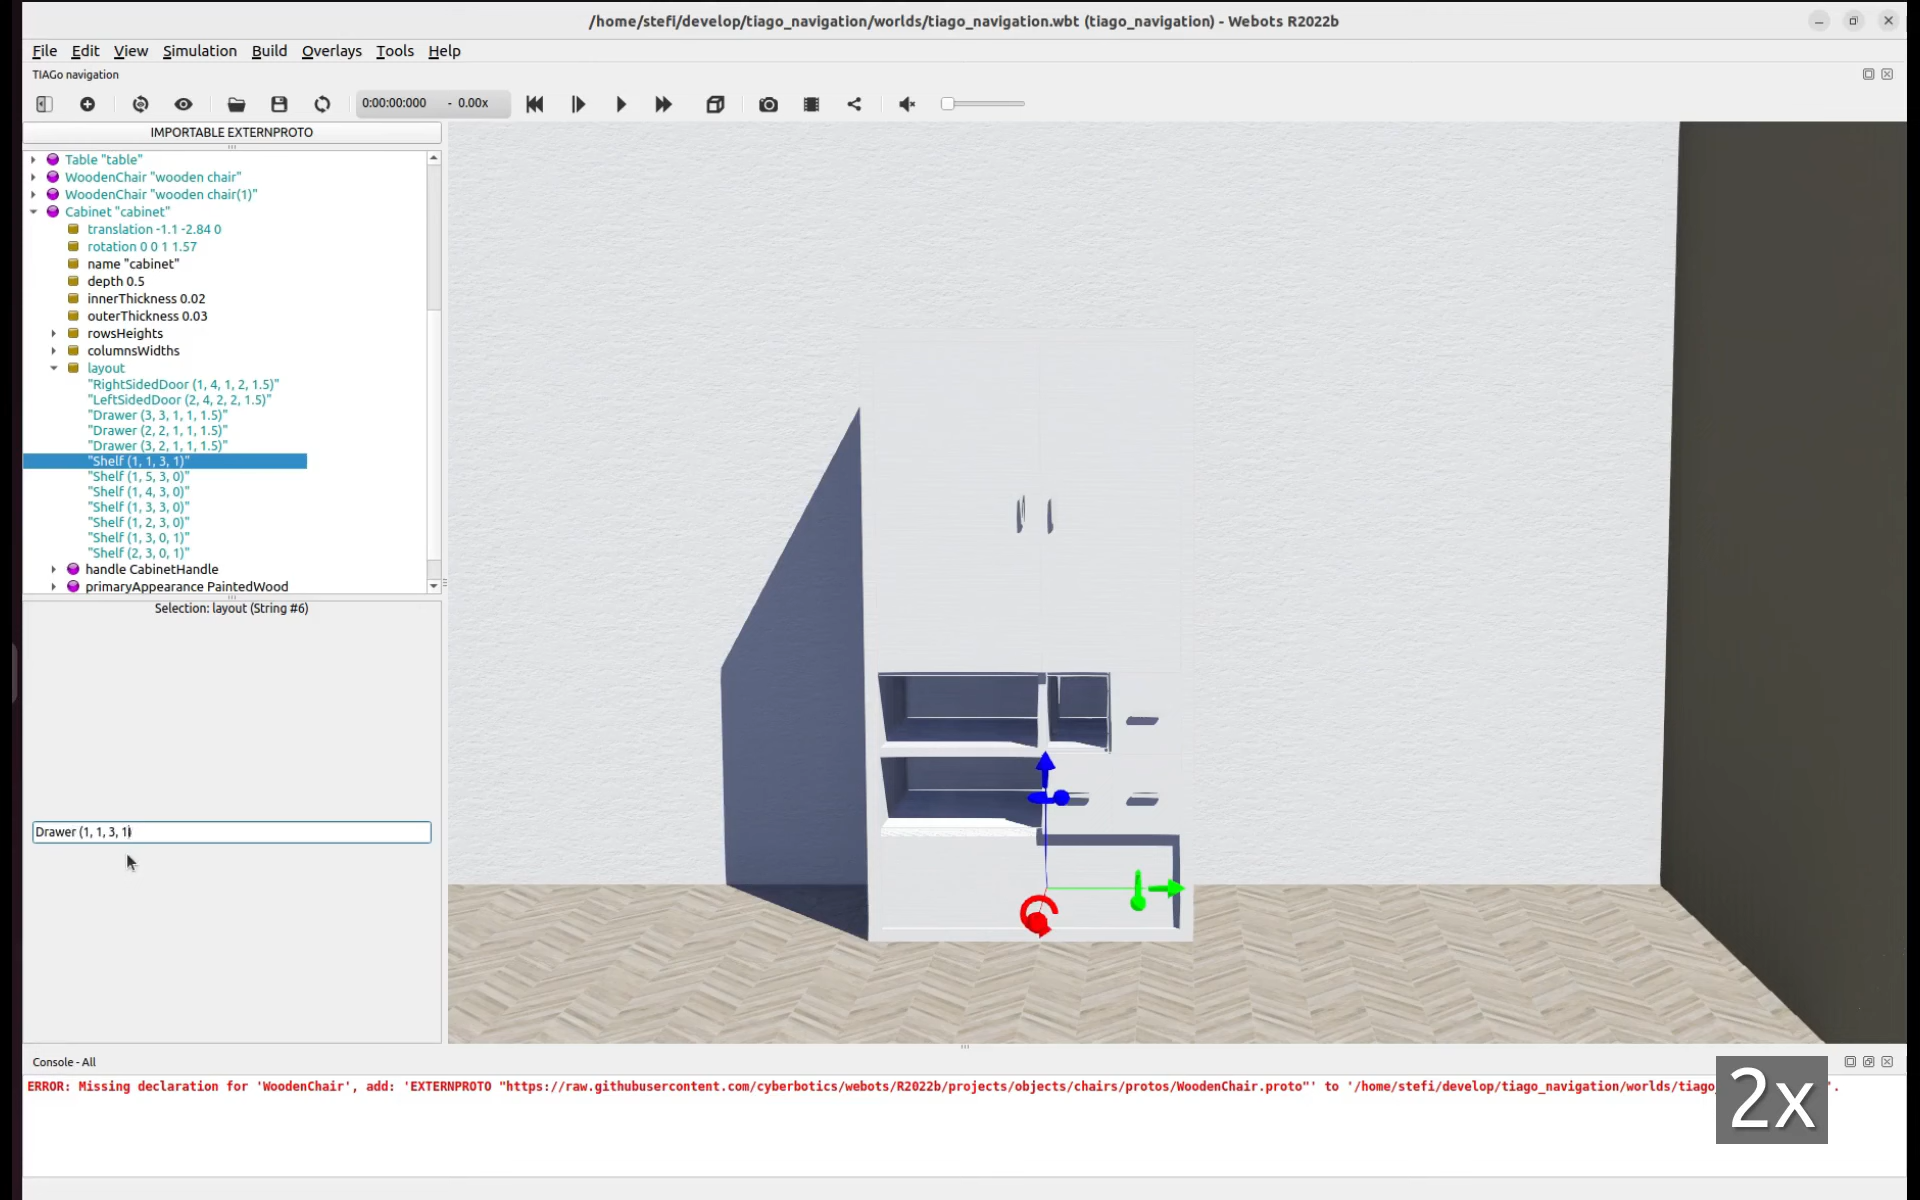 /home/stefi/develop/tiago_navigation/worlds/tiago_navigation.wbt (tiago_navigation) - Webots R2022b
File Edit View Simulation Build Overlays Tools Help
TIAGo navigation
0:00:00:000 - 0.00x
IMPORTABLE EXTERNPROTO
Table "table"
WoodenChair "wooden chair"
WoodenChair "wooden chair(1)"
Cabinet "cabinet"
translation -1.1 -2.84 0
rotation 0 0 1 1.57
name "cabinet"
depth 0.5
innerThickness 0.02
outerThickness 0.03
rowsHeights
columnsWidths
layout
"RightSidedDoor (1, 4, 1, 2, 1.5)"
"LeftSidedDoor (2, 4, 2, 2, 1.5)"
"Drawer (3, 3, 1, 1, 1.5)"
"Drawer (2, 2, 1, 1, 1.5)"
"Drawer (3, 2, 1, 1, 1.5)"
"Shelf (1, 1, 3, 1)"
"Shelf (1, 5, 3, 0)"
"Shelf (1, 4, 3, 0)"
"Shelf (1, 3, 3, 0)"
"Shelf (1, 2, 3, 0)"
"Shelf (1, 3, 0, 1)"
"Shelf (2, 3, 0, 1)"
handle CabinetHandle
primaryAppearance PaintedWood
Selection: layout (String #6)
Drawer (1, 1, 3, 1)
Console - All
ERROR: Missing declaration for 'WoodenChair', add: 'EXTERNPROTO "https://raw.githubusercontent.com/cyberbotics/webots/R2022b/projects/objects/chairs/protos/WoodenChair.proto"' to '/home/stefi/develop/tiago_navigation/worlds/tiago '.
2x